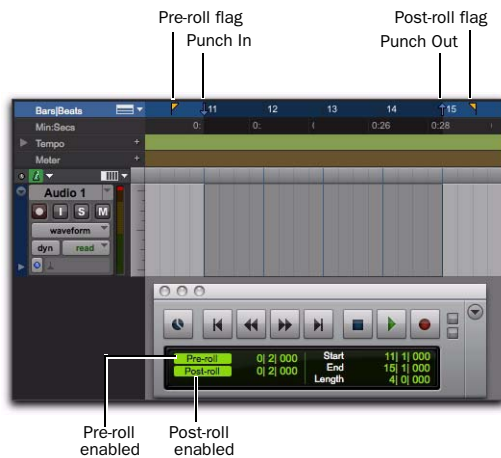 Pre-roll flag
Post-roll flag
Punch In
Punch Out
Bars|Beats
11
12
13
14
15
Min:Secs
0:
0:
0:26
0:28
Tempo
+
Meter
+
Audio 1
I
S
M
waveform
dyn
read
Pre-roll
0| 2| 000
Start
11| 1| 000
Post-roll
0| 2| 000
End
15| 1| 000
Length
4| 0| 000
Pre-roll
enabled
Post-roll
enabled